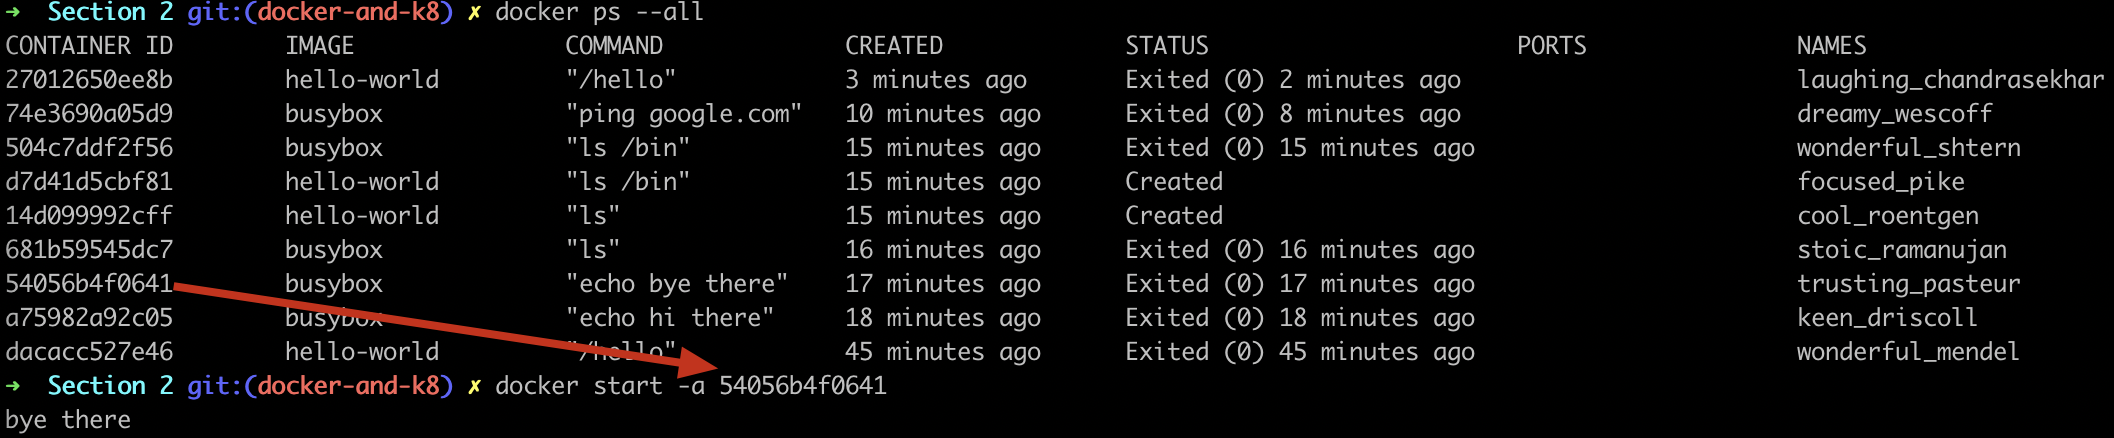 ➜  Section 2 git:(docker-and-k8) ✗ docker ps --all
CONTAINER ID        IMAGE               COMMAND             CREATED             STATUS                      PORTS               NAMES
27012650ee8b        hello-world         "/hello"            3 minutes ago       Exited (0) 2 minutes ago                        laughing_chandrasekhar
74e3690a05d9        busybox             "ping google.com"   10 minutes ago      Exited (0) 8 minutes ago                        dreamy_wescoff
504c7ddf2f56        busybox             "ls /bin"           15 minutes ago      Exited (0) 15 minutes ago                       wonderful_shtern
d7d41d5cbf81        hello-world         "ls /bin"           15 minutes ago      Created                                         focused_pike
14d099992cff        hello-world         "ls"                15 minutes ago      Created                                         cool_roentgen
681b59545dc7        busybox             "ls"                16 minutes ago      Exited (0) 16 minutes ago                       stoic_ramanujan
54056b4f0641        busybox             "echo bye there"    17 minutes ago      Exited (0) 17 minutes ago                       trusting_pasteur
a75982a92c05        busybox             "echo hi there"     18 minutes ago      Exited (0) 18 minutes ago                       keen_driscoll
dacacc527e46        hello-world         "/hello"            45 minutes ago      Exited (0) 45 minutes ago                       wonderful_mendel
➜  Section 2 git:(docker-and-k8) ✗ docker start -a 54056b4f0641
bye there